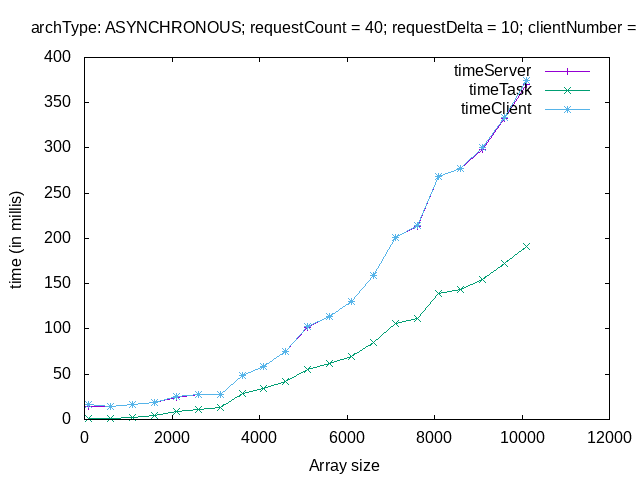 archType: ASYNCHRONOUS; requestCount = 40; requestDelta = 10; clientNumber =
400
350
300
250
200
150
100
50
0
time (in millis)
timeServer
timeTask
timeClient
0 2000 4000 6000 8000 10000 12000
Array size